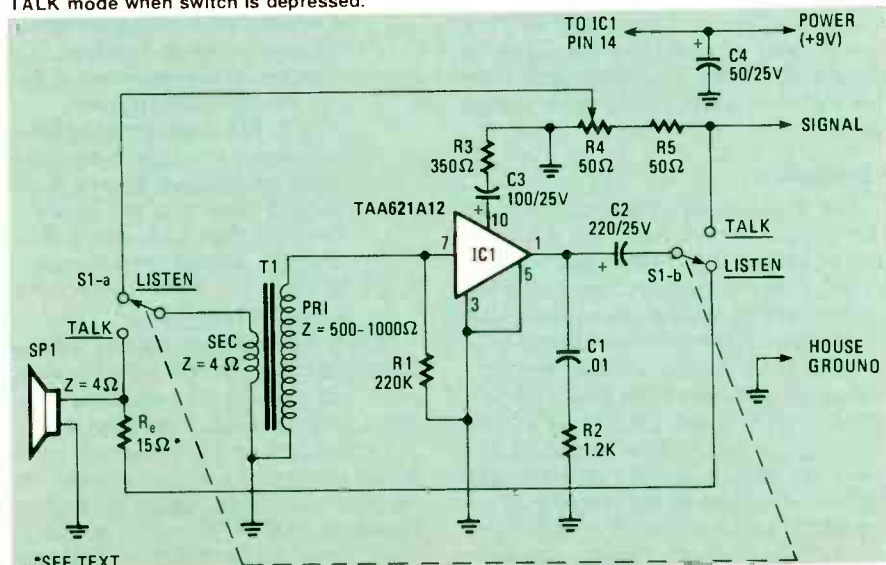 TALK mode when switch is depressed.
TO IC1
PIN 14
POWER
(+9V)
+
C4
50/25V
R3
350Ω
R4
50Ω
R5
50Ω
SIGNAL
C3
100/25V
+
TAA621A12
10
7
IC1
1
5
3
C2
220/25V
+
TALK
S1-b
LISTEN
S1-a
LISTEN
T1
PRI
Z = 500-1000Ω
SEC
Z = 4Ω
TALK
SP1
Z = 4Ω
Re
15Ω*
R1
220K
C1
.01
R2
1.2K
HOUSE
GROUND
*SEE TEXT